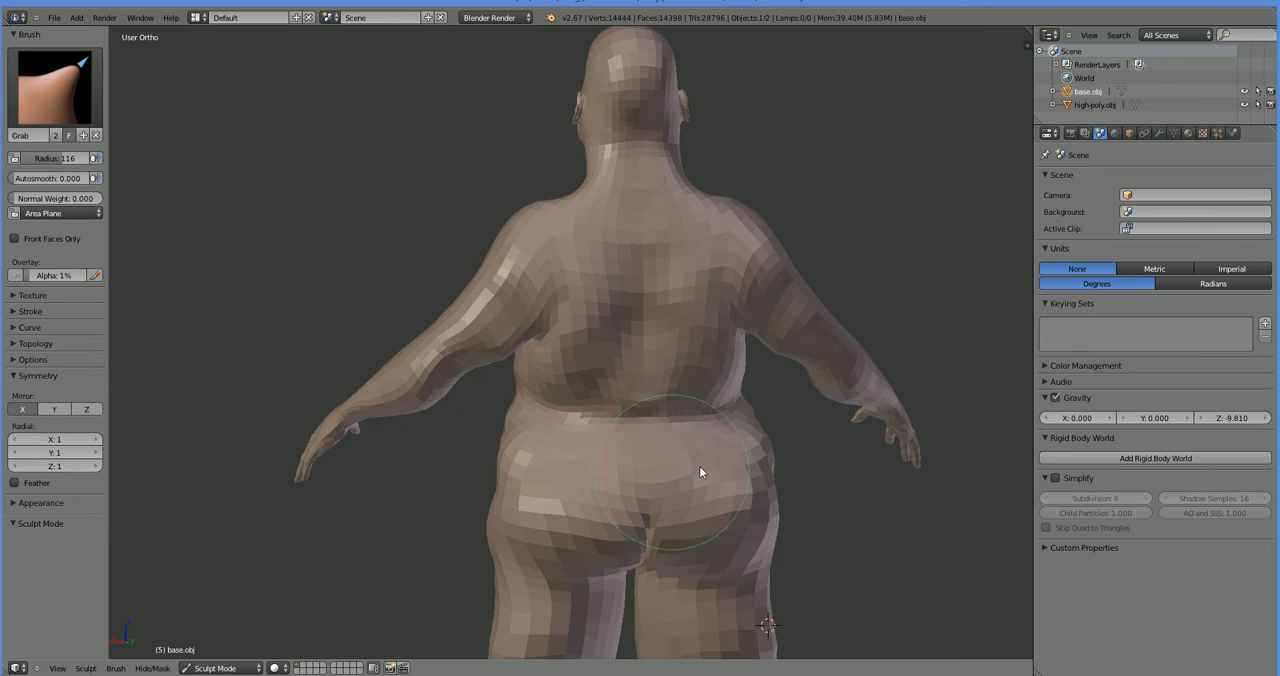 File Add Render Window Help Default Scene Blender Render v2.67 | Verts:14444 | Faces:14398 | Tris:28796 | Objects:1/2 | Lamps:0/0 | Mem:39.40M (5.83M) | base.obj
Brush
Grab 2 F
Radius: 116
Autosmooth: 0.000
Normal Weight: 0.000
Area Plane
Front Faces Only
Overlay:
Alpha: 1%
Texture
Stroke
Curve
Topology
Options
Symmetry
Mirror:
X Y Z
Radial:
X: 1
Y: 1
Z: 1
Feather
Appearance
Sculpt Mode
User Ortho
(5) base.obj
View Sculpt Brush Hide/Mask Sculpt Mode
View Search All Scenes
Scene
RenderLayers
World
base.obj
high-poly.obj
Scene
Scene
Camera:
Background:
Active Clip:
Units
None Metric Imperial
Degrees Radians
Keying Sets
Color Management
Audio
Gravity
X: 0.000 Y: 0.000 Z: -9.810
Rigid Body World
Add Rigid Body World
Simplify
Subdivision: 6 Shadow Samples: 16
Child Particles: 1.000 AO and SSS: 1.000
Skip Quad to Triangles
Custom Properties